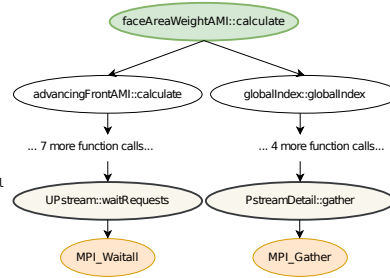 faceAreaWeightAMI::calculate
advancingFrontAMI::calculate
globalIndex::globalIndex
... 7 more function calls...
... 4 more function calls...
UPstream::waitRequests
PstreamDetail::gather
MPI_Waitall
MPI_Gather